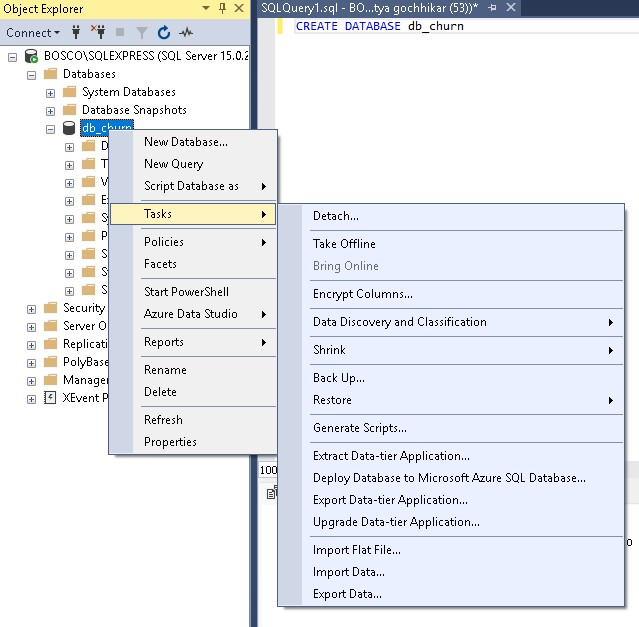 Object Explorer
Connect
BOSCO\SQLEXPRESS (SQL Server 15.0.2
Databases
System Databases
Database Snapshots
db_churn
D
T
V
E
S
P
S
S
S
Security
Server O
Replicati
PolyBase
Manage
XEvent P
SQLQuery1.sql - BO...tya gochhikar (53))*
CREATE DATABASE db_churn
New Database...
New Query
Script Database as
Tasks
Policies
Facets
Start PowerShell
Azure Data Studio
Reports
Rename
Delete
Refresh
Properties
Detach...
Take Offline
Bring Online
Encrypt Columns...
Data Discovery and Classification
Shrink
Back Up...
Restore
Generate Scripts...
Extract Data-tier Application...
Deploy Database to Microsoft Azure SQL Database...
Export Data-tier Application...
Upgrade Data-tier Application...
Import Flat File...
Import Data...
Export Data...
100
0